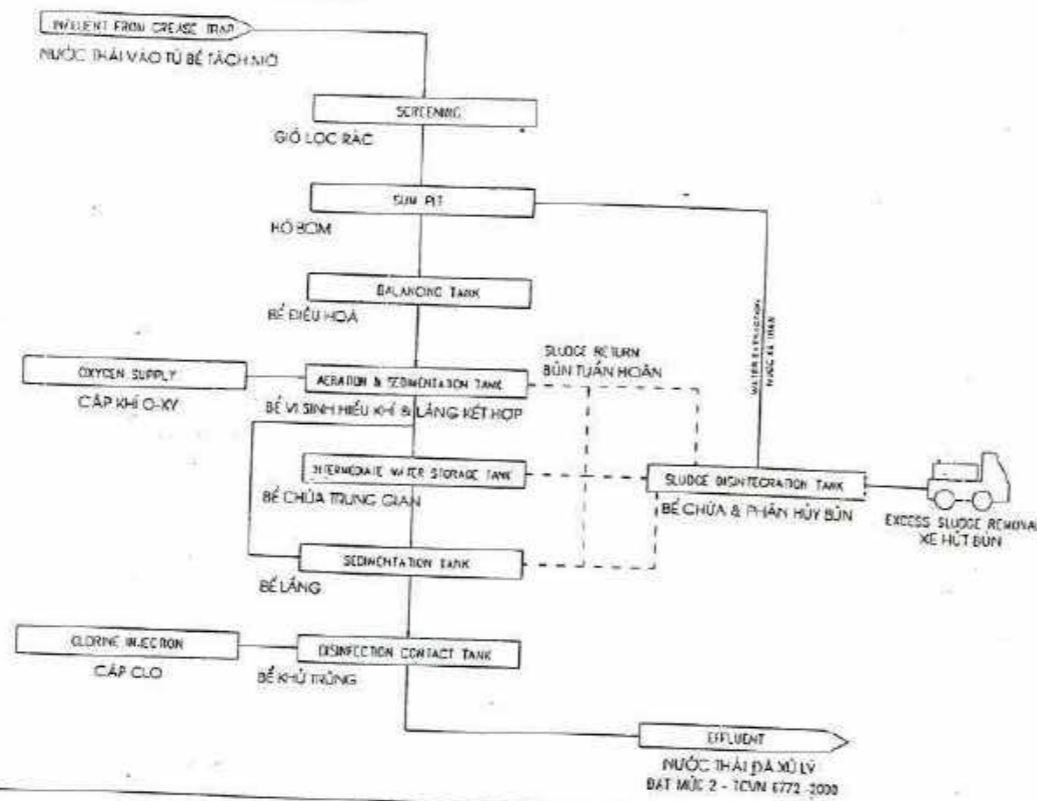 INFLUENT FROM GREASE TRAP
NƯỚC THẢI VÀO TỪ BỂ TÁCH MỠ
SCREENING
GIỎ LỌC RÁC
SUM PIT
HỐ BƠM
BALANCING TANK
BỂ ĐIỀU HOÀ
SLUDGE RETURN
BÙN TUẦN HOÀN
WATER EXTRACTION
OXYGEN SUPPLY
CẤP KHÍ O-XY
AERATION & SEDIMENTATION TANK
BỂ VI SINH HIẾU KHÍ & LẮNG KẾT HỢP
INTERMEDIATE WATER STORAGE TANK
BỂ CHỨA TRUNG GIAN
SLUDGE DISINTEGRATION TANK
BỂ CHỨA & PHÂN HỦY BÙN
EXCESS SLUDGE REMOVAL
XE HÚT BÙN
SEDIMENTATION TANK
BỂ LẮNG
CLORINE INJECTION
CẤP CLO
DISINFECTION CONTACT TANK
BỂ KHỬ TRÙNG
EFFLUENT
NƯỚC THẢI ĐÃ XỬ LÝ
ĐẠT MỨC 2 - TCVN 6772-2000